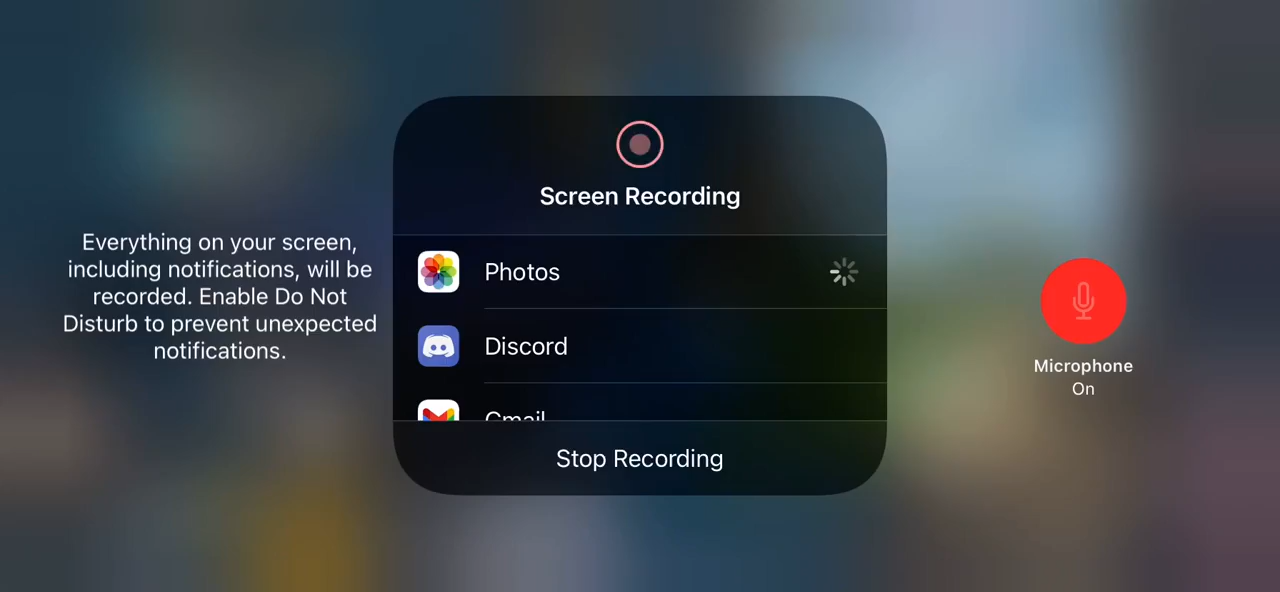 Screen Recording
Everything on your screen,
including notifications, will be
recorded. Enable Do Not
Disturb to prevent unexpected
notifications.
Photos
Discord
Gmail
Stop Recording
Microphone
On